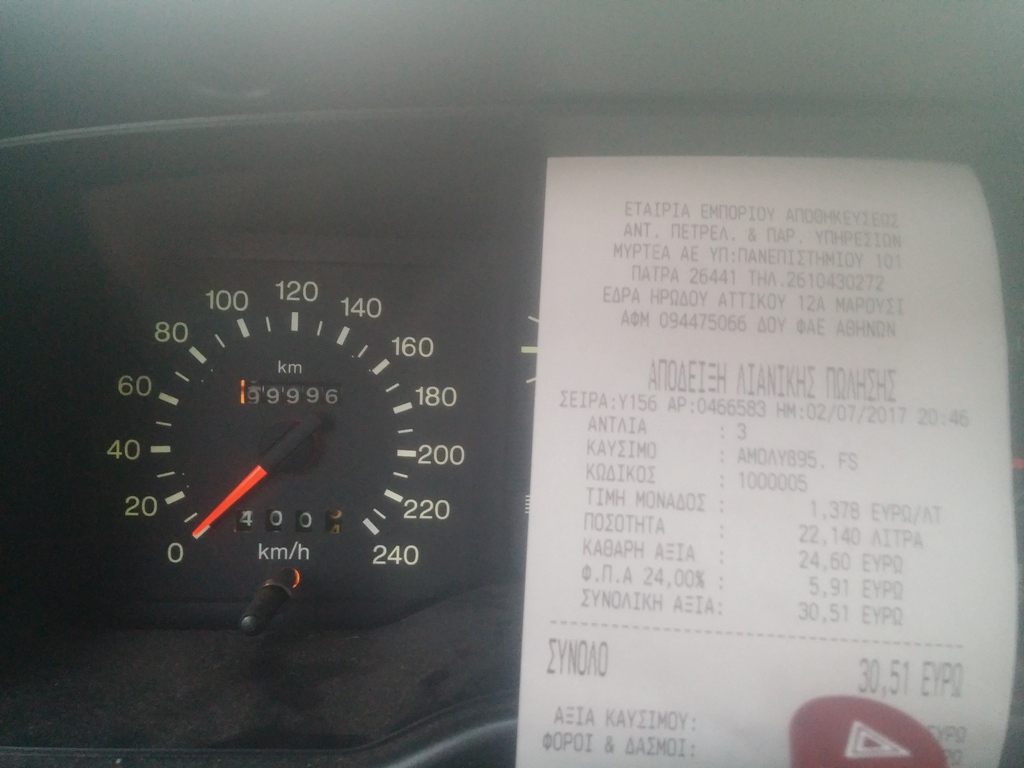 100
120
140
80
160
60
180
40
200
20
220
0
240
km
99996
400
km/h
ΕΤΑΙΡΙΑ ΕΜΠΟΡΙΟΥ ΑΠΟΘΗΚΕΥΣΕΩΣ
ΑΝΤ. ΠΕΤΡΕΛ. & ΠΑΡ. ΥΠΗΡΕΣΙΩΝ
ΜΥΡΤΕΑ ΑΕ ΥΠ:ΠΑΝΕΠΙΣΤΗΜΙΟΥ 101
ΠΑΤΡΑ 26441 ΤΗΛ.2610430272
ΕΔΡΑ ΗΡΩΔΟΥ ΑΤΤΙΚΟΥ 12Α ΜΑΡΟΥΣΙ
ΑΦΜ 094475066 ΔΟΥ ΦΑΕ ΑΘΗΝΩΝ
ΑΠΟΔΕΙΞΗ ΛΙΑΝΙΚΗΣ ΠΩΛΗΣΗΣ
ΣΕΙΡΑ:Υ156 ΑΡ:0466583 ΗΜ:02/07/2017 20:46
ΑΝΤΛΙΑ : 3
ΚΑΥΣΙΜΟ : ΑΜΟΛΥΒ95. FS
ΚΩΔΙΚΟΣ : 1000005
ΤΙΜΗ ΜΟΝΑΔΟΣ : 1,378 ΕΥΡΩ/ΛΤ
ΠΟΣΟΤΗΤΑ : 22,140 ΛΙΤΡΑ
ΚΑΘΑΡΗ ΑΞΙΑ : 24,60 ΕΥΡΩ
Φ.Π.Α 24,00% : 5,91 ΕΥΡΩ
ΣΥΝΟΛΙΚΗ ΑΞΙΑ: 30,51 ΕΥΡΩ
ΣΥΝΟΛΟ 30,51 ΕΥΡΩ
ΑΞΙΑ ΚΑΥΣΙΜΟΥ:
ΦΟΡΟΙ & ΔΑΣΜΟΙ: